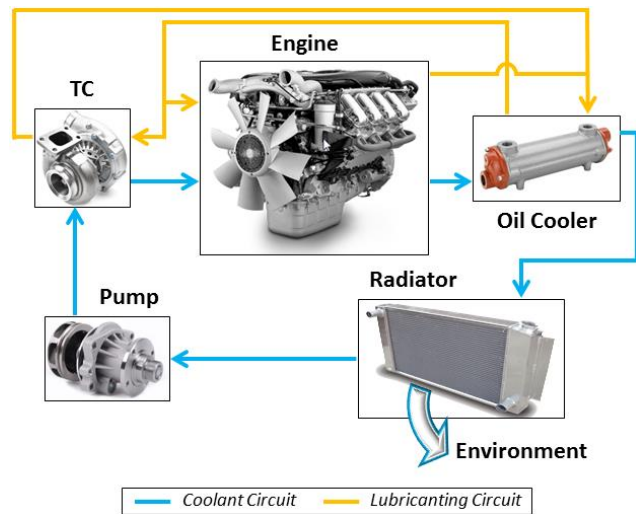 Engine
TC
Oil Cooler
Radiator
Pump
Environment
Coolant Circuit
Lubricanting Circuit